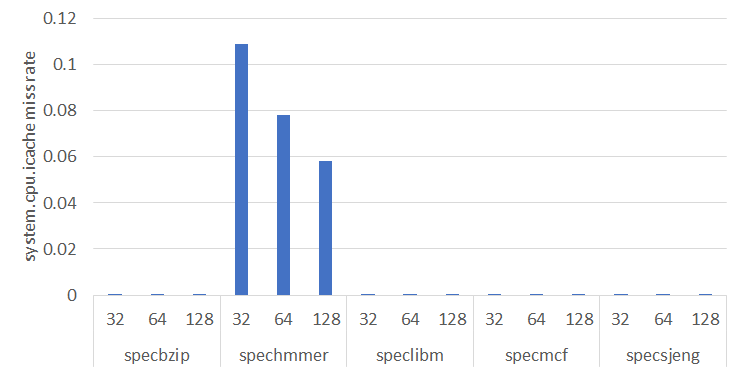 system.cpu.icache miss rate
0.12
0.1
0.08
0.06
0.04
0.02
0
32 64 128 32 64 128 32 64 128 32 64 128 32 64 128
specbzip spechmmer speclibm specmcf specsjeng